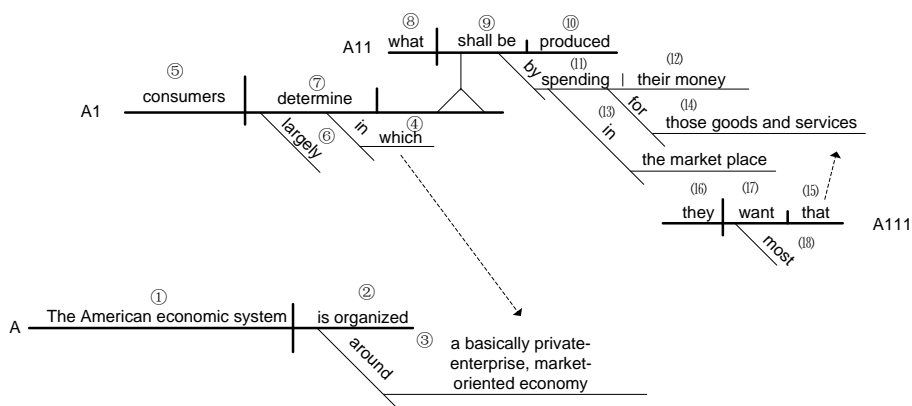 ⑧ ⑨ ⑩
A11 what shall be produced
by spending their money
(11) (12)
⑤ ⑦
consumers determine
A1
largely ⑥ in which ④
(13) in for (14)
those goods and services
the market place
(16) (17) (15)
they want that
A111
most (18)
① ②
A The American economic system is organized
around ③ a basically private-
enterprise, market-
oriented economy